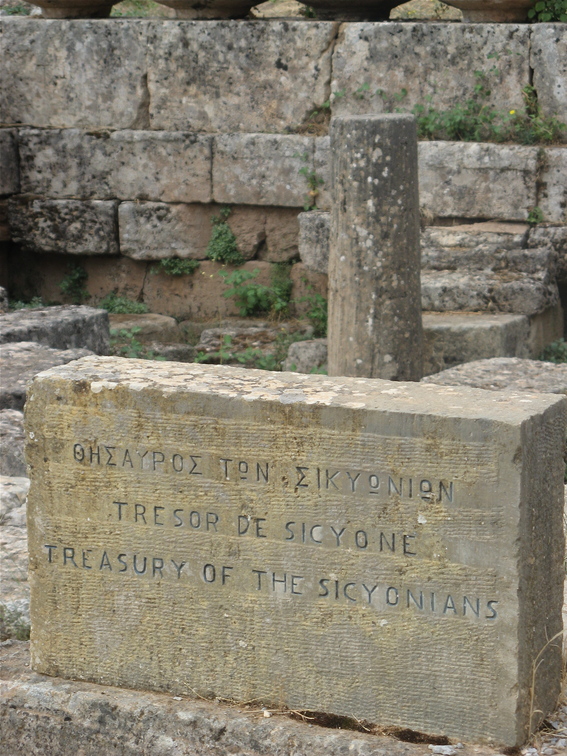 ΘΗΣΑΥΡΟΣ ΤΩΝ ΣΙΚΥΩΝΙΩΝ
TRESOR DE SICYONE
TREASURY OF THE SICYONIANS